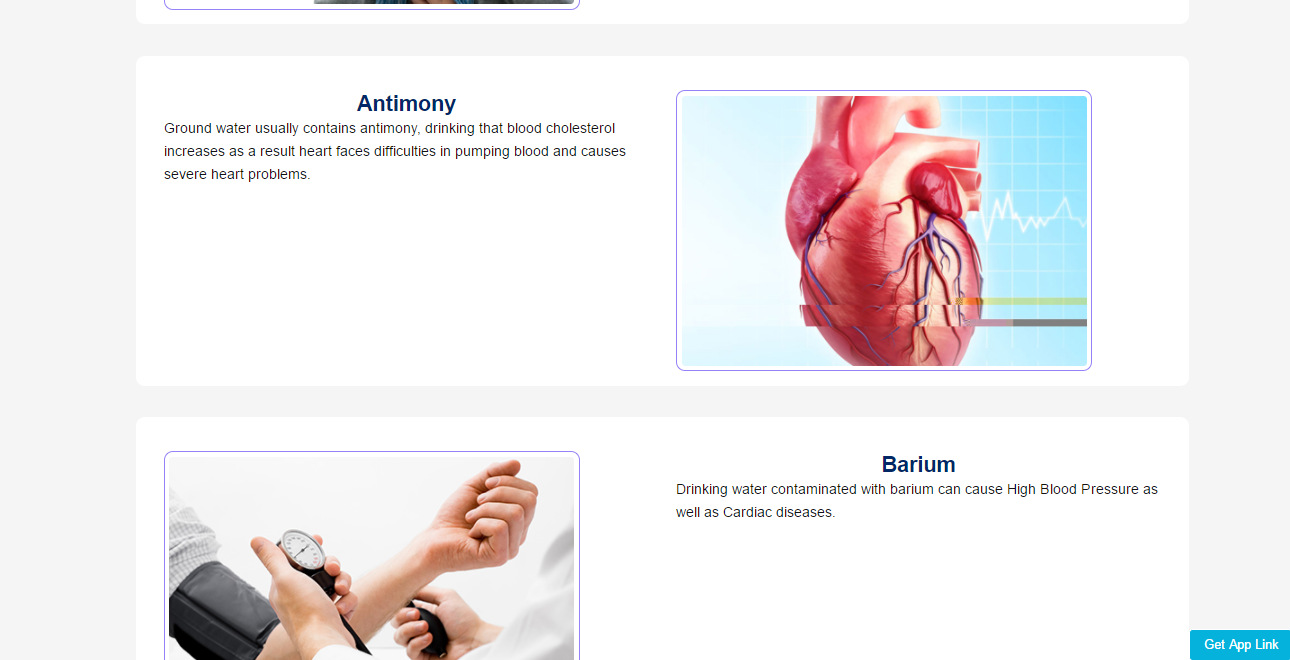 Antimony
Ground water usually contains antimony, drinking that blood cholesterol
increases as a result heart faces difficulties in pumping blood and causes
severe heart problems.
Barium
Drinking water contaminated with barium can cause High Blood Pressure as
well as Cardiac diseases.
Get App Link